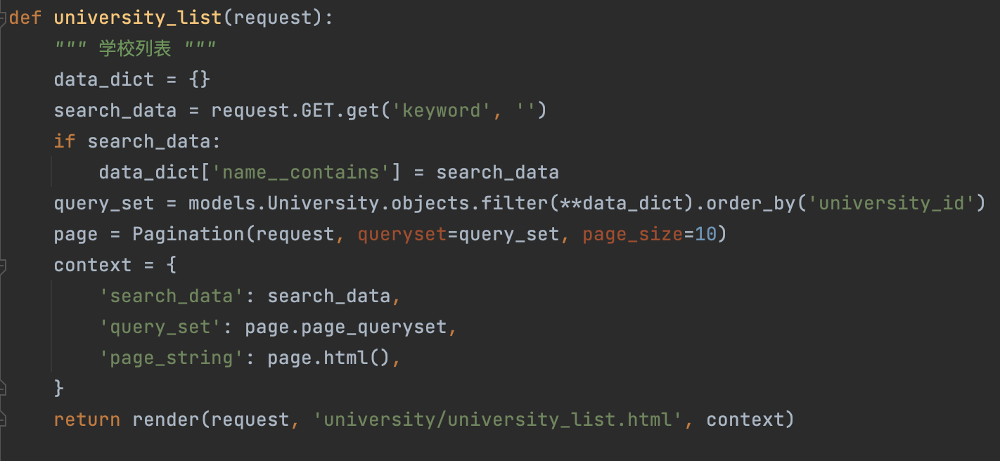 def university_list(request):
    """ 学校列表 """
    data_dict = {}
    search_data = request.GET.get('keyword', '')
    if search_data:
        data_dict['name__contains'] = search_data
    query_set = models.University.objects.filter(**data_dict).order_by('university_id')
    page = Pagination(request, queryset=query_set, page_size=10)
    context = {
        'search_data': search_data,
        'query_set': page.page_queryset,
        'page_string': page.html(),
    }
    return render(request, 'university/university_list.html', context)